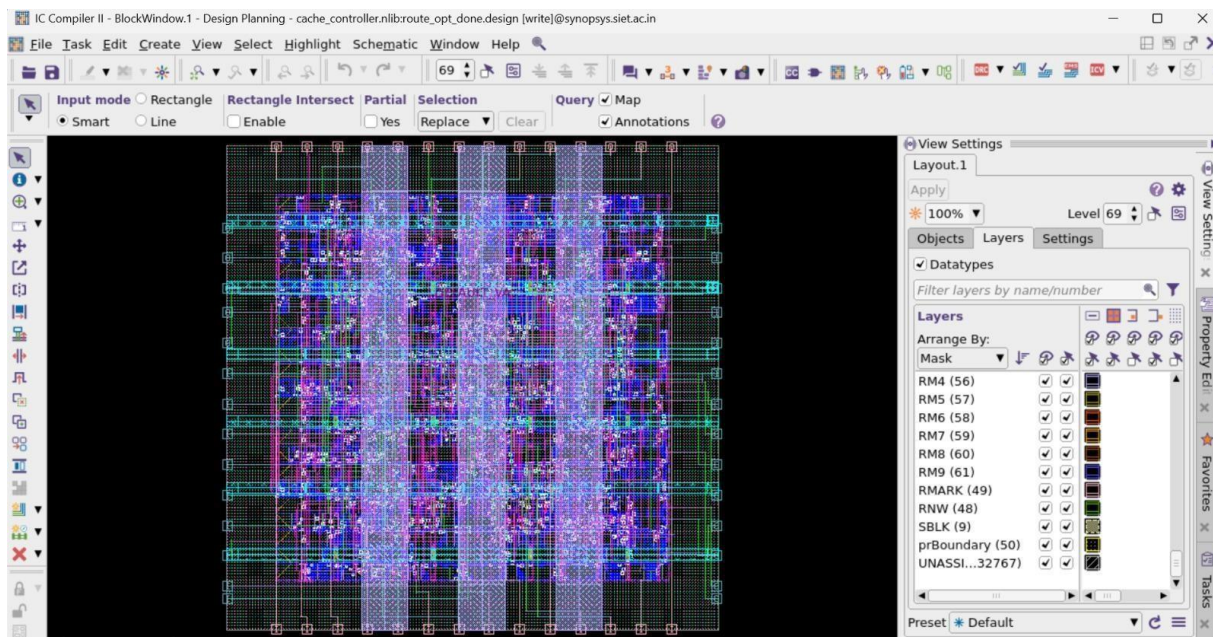 IC Compiler II - BlockWindow.1 - Design Planning - cache_controller.nlib:route_opt_done.design [write]@synopsys.siet.ac.in
File Task Edit Create View Select Highlight Schematic Window Help
69
Input mode Rectangle Rectangle Intersect Partial Selection Query Map
Smart Line Enable Yes Replace Clear Annotations
View Settings
Layout.1
Apply
100% Level 69
Objects Layers Settings
Datatypes
Filter layers by name/number
Layers
Arrange By:
Mask
RM4 (56)
RM5 (57)
RM6 (58)
RM7 (59)
RM8 (60)
RM9 (61)
RMARK (49)
RNW (48)
SBLK (9)
prBoundary (50)
UNASSI...32767)
Preset Default
View Setting
Property Edi
Favorites
Tasks